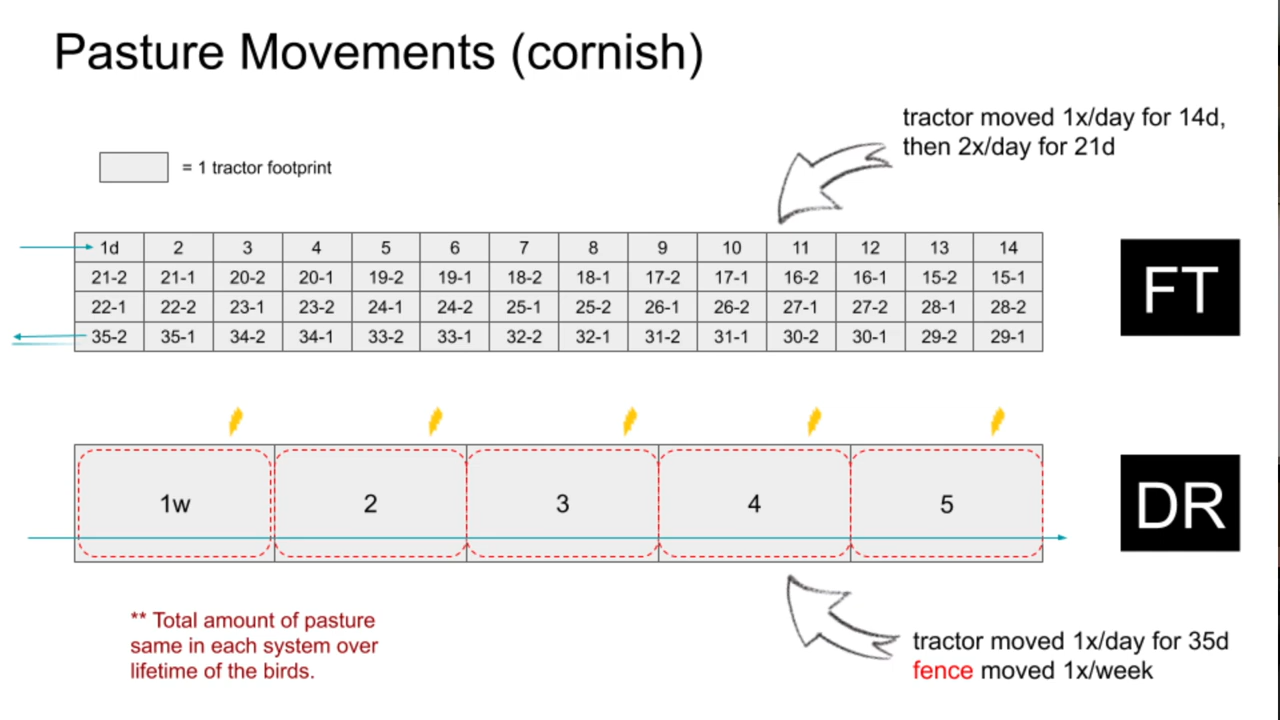 Pasture Movements (cornish)
tractor moved 1x/day for 14d,
then 2x/day for 21d
= 1 tractor footprint
1d 2 3 4 5 6 7 8 9 10 11 12 13 14
21-2 21-1 20-2 20-1 19-2 19-1 18-2 18-1 17-2 17-1 16-2 16-1 15-2 15-1
22-1 22-2 23-1 23-2 24-1 24-2 25-1 25-2 26-1 26-2 27-1 27-2 28-1 28-2
35-2 35-1 34-2 34-1 33-2 33-1 32-2 32-1 31-2 31-1 30-2 30-1 29-2 29-1
FT
1w 2 3 4 5
DR
** Total amount of pasture
same in each system over
lifetime of the birds.
tractor moved 1x/day for 35d
fence moved 1x/week